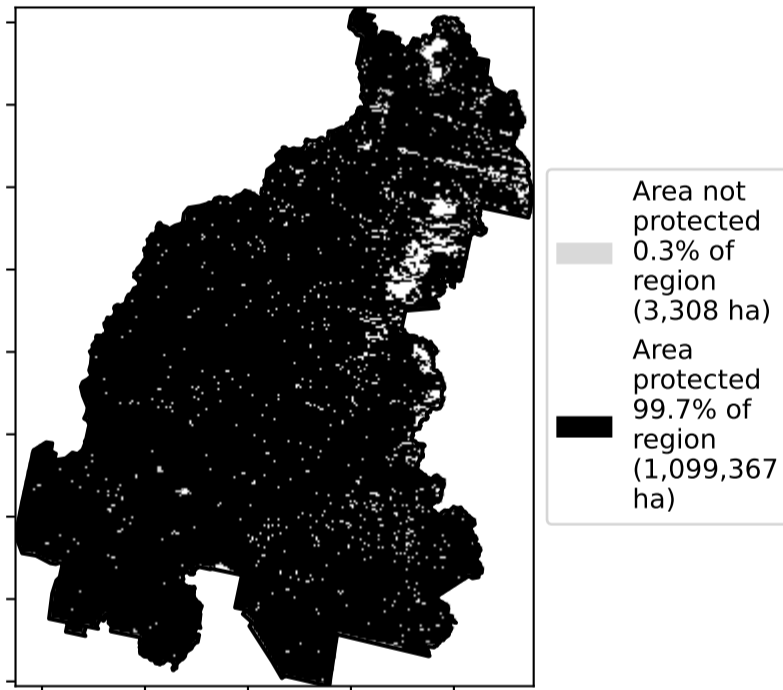 Area not
protected
0.3% of
region
(3,308 ha)
Area
protected
99.7% of
region
(1,099,367
ha)